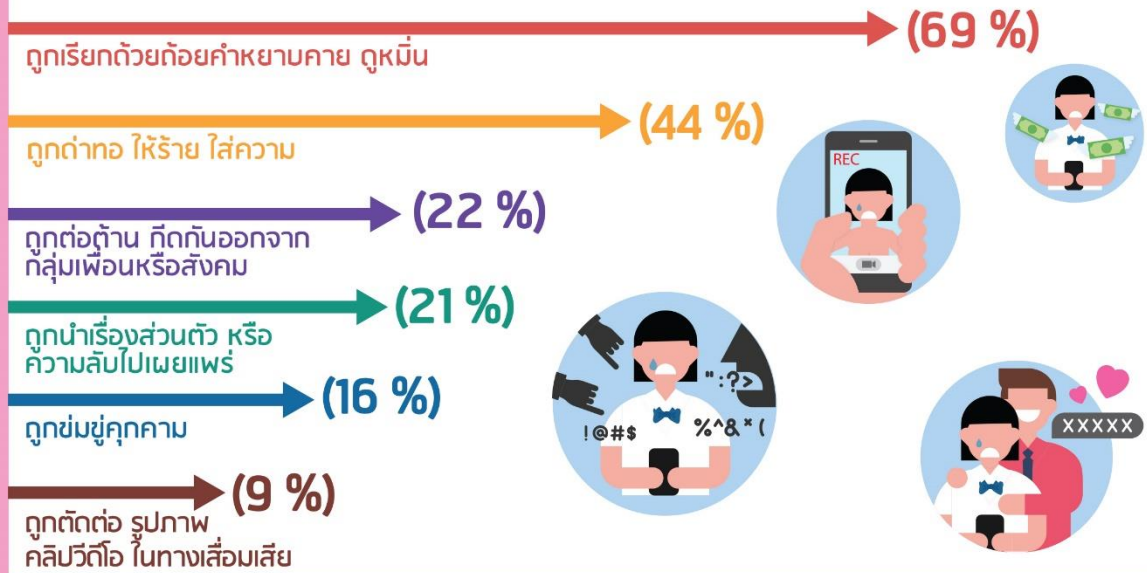 (69 %)
ถูกเรียกด้วยถ้อยคำหยาบคาย ดูหมิ่น
(44 %)
ถูกด่าทอ ให้ร้าย ใส่ความ
REC
(22 %)
ถูกต่อต้าน กีดกันออกจาก
กลุ่มเพื่อนหรือสังคม
(21 %)
ถูกนำเรื่องส่วนตัว หรือ
ความลับไปเผยแพร่
(16 %)
ถูกข่มขู่คุกคาม
":?>
!@#$
%^&*(
XXXXX
(9 %)
ถูกตัดต่อ รูปภาพ
คลิปวีดีโอ ในทางเสื่อมเสีย